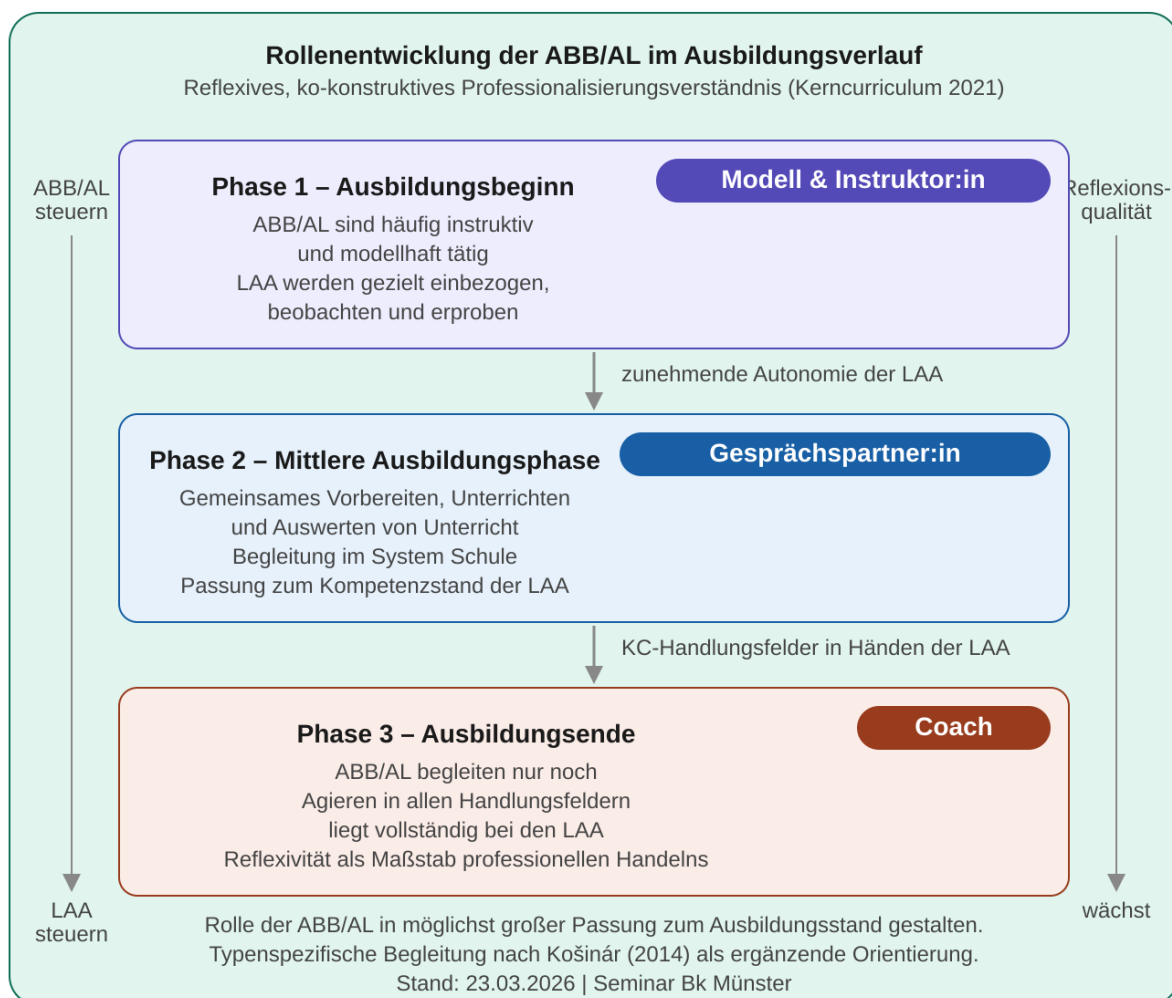 Rollenentwicklung der ABB/AL im Ausbildungsverlauf
Reflexives, ko-konstruktives Professionalisierungsverständnis (Kerncurriculum 2021)
ABB/AL
steuern
Phase 1 – Ausbildungsbeginn
Modell & Instruktor:in
ABB/AL sind häufig instruktiv
und modellhaft tätig
LAA werden gezielt einbezogen,
beobachten und erproben
Reflexions-
qualität
zunehmende Autonomie der LAA
Phase 2 – Mittlere Ausbildungsphase
Gesprächspartner:in
Gemeinsames Vorbereiten, Unterrichten
und Auswerten von Unterricht
Begleitung im System Schule
Passung zum Kompetenzstand der LAA
KC-Handlungsfelder in Händen der LAA
Phase 3 – Ausbildungsende
Coach
ABB/AL begleiten nur noch
Agieren in allen Handlungsfeldern
liegt vollständig bei den LAA
Reflexivität als Maßstab professionellen Handelns
LAA
steuern
wächst
Rolle der ABB/AL in möglichst großer Passung zum Ausbildungsstand gestalten.
Typenspezifische Begleitung nach Košinár (2014) als ergänzende Orientierung.
Stand: 23.03.2026 | Seminar Bk Münster